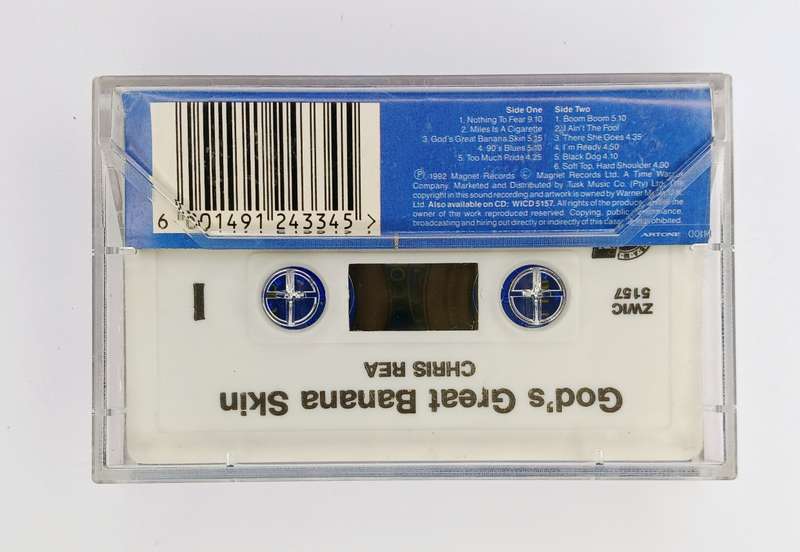 Side One
1. Nothing To Fear 9.10
2. Miles Is A Cigarette
3. God's Great Banana Skin 5.15
4. 90's Blues 5.10
5. Too Much Pride 4.25
Side Two
1. Boom Boom 5.10
2. I Ain't The Fool
3. There She Goes 4.35
4. I'm Ready 4.50
5. Black Dog 4.10
6. Soft Top, Hard Shoulder 4.90
Ⓟ 1992 Magnet Records © Magnet Records Ltd. A Time Warner
Company. Marketed and Distributed by Tusk Music Co. (Pty) Ltd. The
copyright in this sound recording and artwork is owned by Warner Music U.K.
Ltd. Also available on CD: WICD 5157. All rights of the producer and the
owner of the work reproduced reserved. Copying, public performance,
broadcasting and hiring out directly or indirectly of this cassette prohibited.
ARTONE
6 001491 243345 >
I
ZWIC
5157
CHRIS REA
God's Great Banana Skin